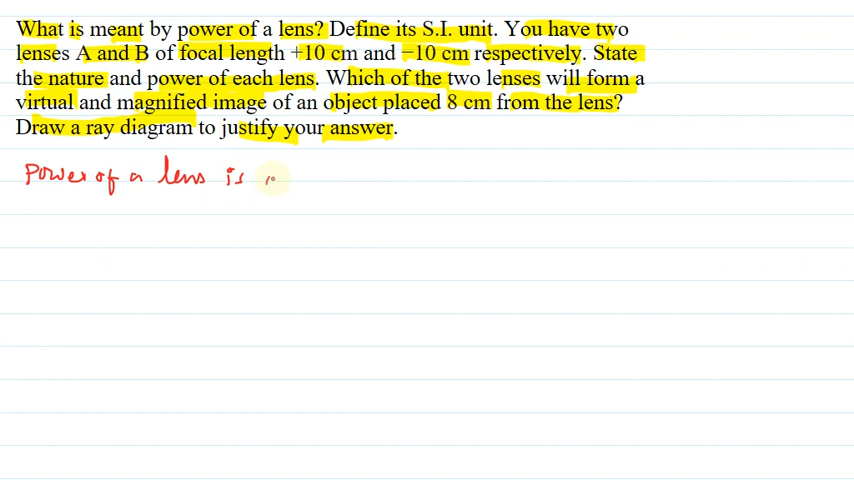 What is meant by power of a lens? Define its S.I. unit. You have two
lenses A and B of focal length +10 cm and −10 cm respectively. State
the nature and power of each lens. Which of the two lenses will form a
virtual and magnified image of an object placed 8 cm from the lens?
Draw a ray diagram to justify your answer.
Power of a lens is